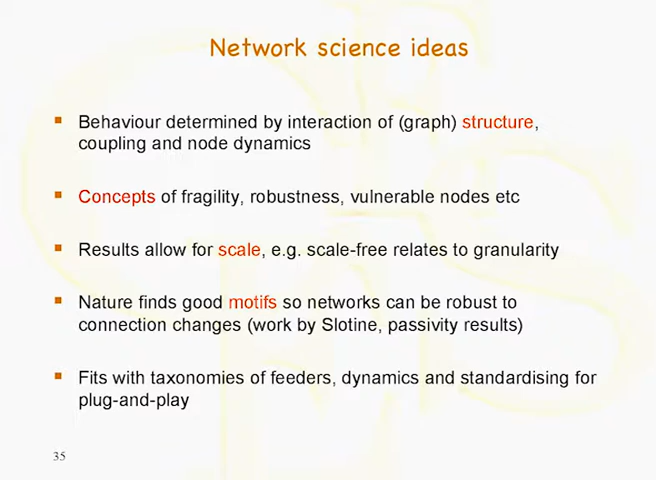 Network science ideas
Behaviour determined by interaction of (graph) structure,
coupling and node dynamics
Concepts of fragility, robustness, vulnerable nodes etc
Results allow for scale, e.g. scale-free relates to granularity
Nature finds good motifs so networks can be robust to
connection changes (work by Slotine, passivity results)
Fits with taxonomies of feeders, dynamics and standardising for
plug-and-play
35